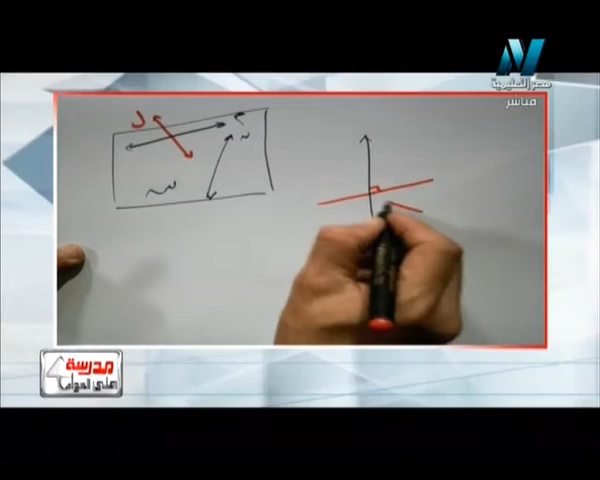 مصر التعليمية
مباشر
ل
م
ن
س
مدرسة
على الهواء